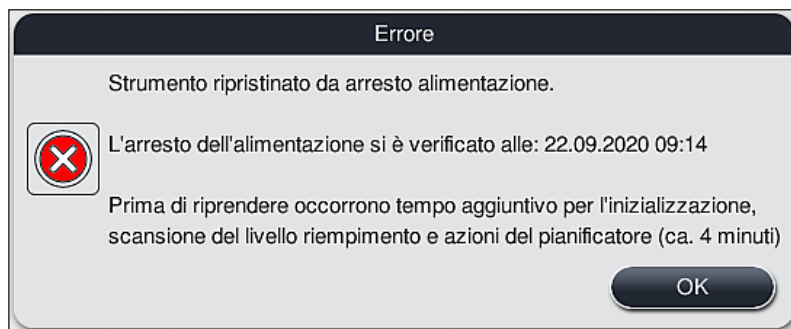 Errore
Strumento ripristinato da arresto alimentazione.
L'arresto dell'alimentazione si è verificato alle: 22.09.2020 09:14
Prima di riprendere occorrono tempo aggiuntivo per l'inizializzazione,
scansione del livello riempimento e azioni del pianificatore (ca. 4 minuti)
OK